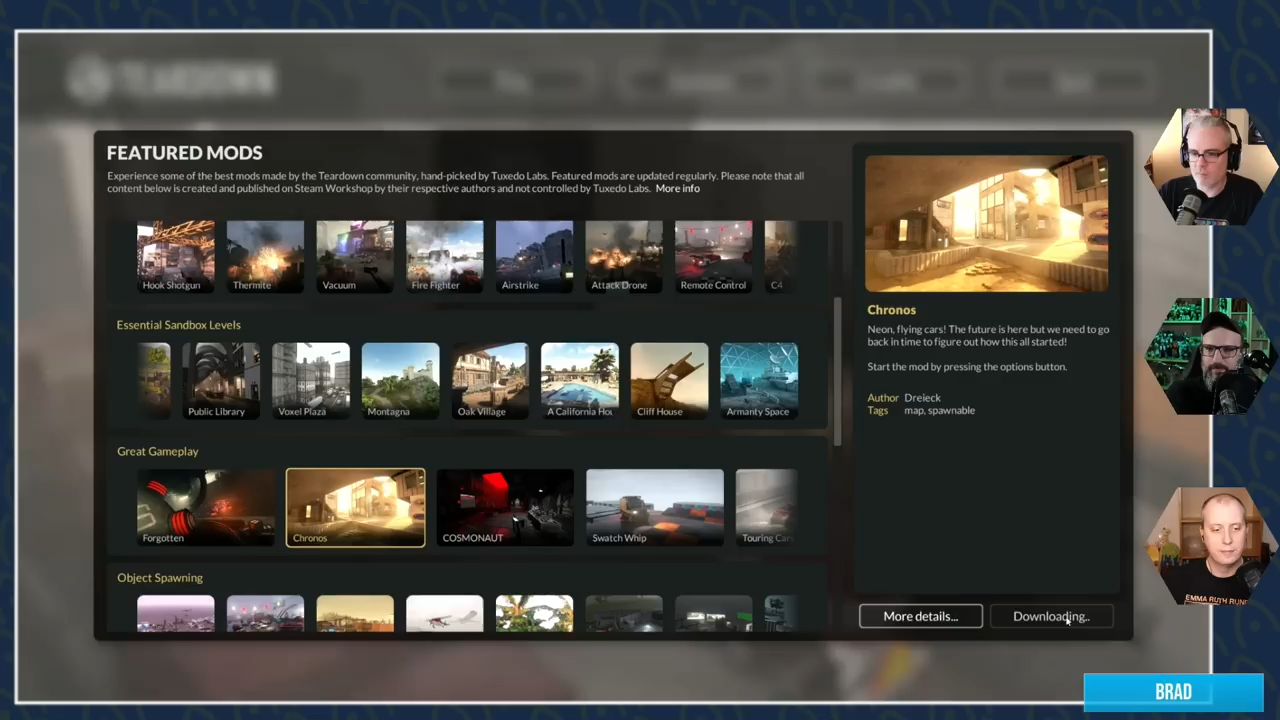 TEARDOWN
FEATURED MODS
Experience some of the best mods made by the Teardown community, hand-picked by Tuxedo Labs. Featured mods are updated regularly. Please note that all
content below is created and published on Steam Workshop by their respective authors and not controlled by Tuxedo Labs. More info
Hook Shotgun
Thermite
Vacuum
Fire Fighter
Airstrike
Attack Drone
Remote Control
C4
Essential Sandbox Levels
Public Library
Voxel Plaza
Montagna
Oak Village
A California Hou
Cliff House
Armanty Space
Great Gameplay
Forgotten
Chronos
COSMONAUT
Swatch Whip
Touring Cars
Object Spawning
Chronos
Neon, flying cars! The future is here but we need to go
back in time to figure out how this all started!
Start the mod by pressing the options button.
Author Dreieck
Tags map, spawnable
More details...
Downloading..
EMMA RUTH RUN
BRAD